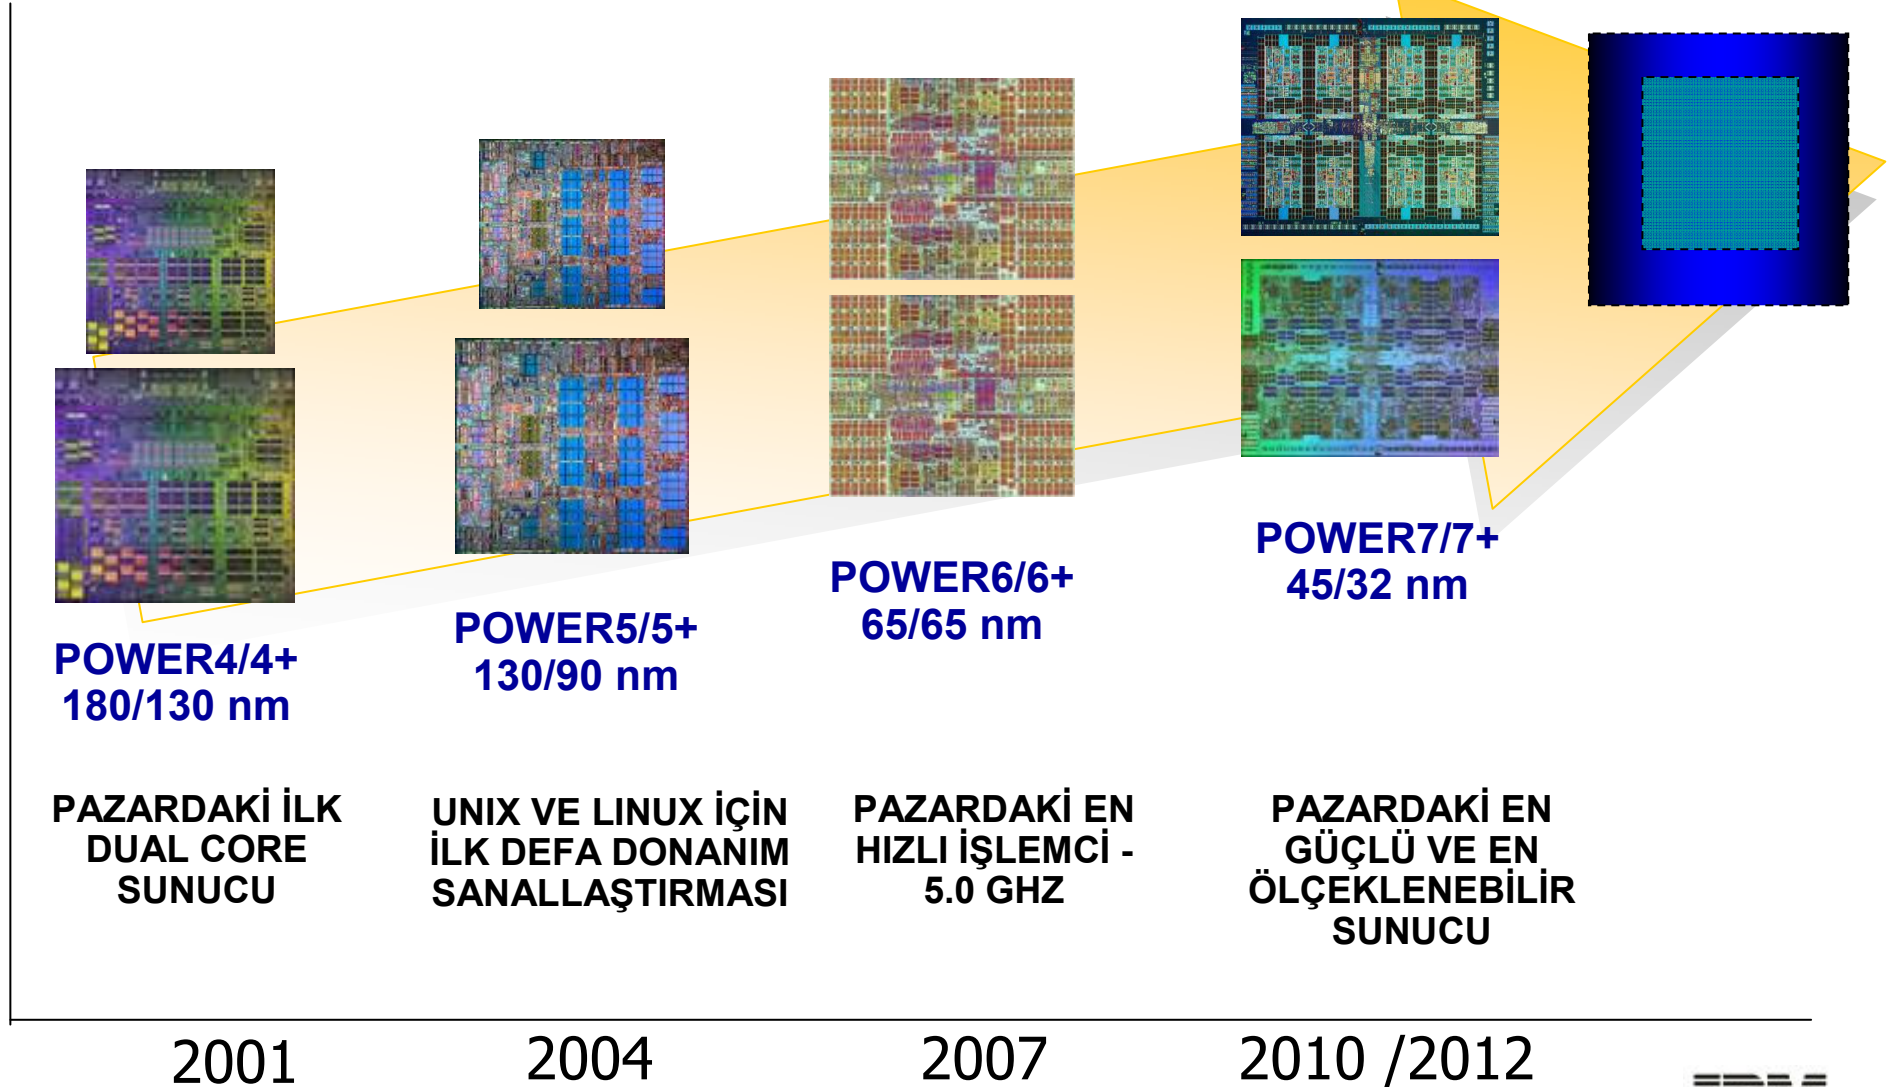 POWER4/4+
180/130 nm
POWER5/5+
130/90 nm
POWER6/6+
65/65 nm
POWER7/7+
45/32 nm
PAZARDAKİ İLK
DUAL CORE
SUNUCU
UNIX VE LINUX İÇİN
İLK DEFA DONANIM
SANALLAŞTIRMASI
PAZARDAKİ EN
HIZLI İŞLEMCİ -
5.0 GHZ
PAZARDAKİ EN
GÜÇLÜ VE EN
ÖLÇEKLENEBİLİR
SUNUCU
2001
2004
2007
2010 /2012